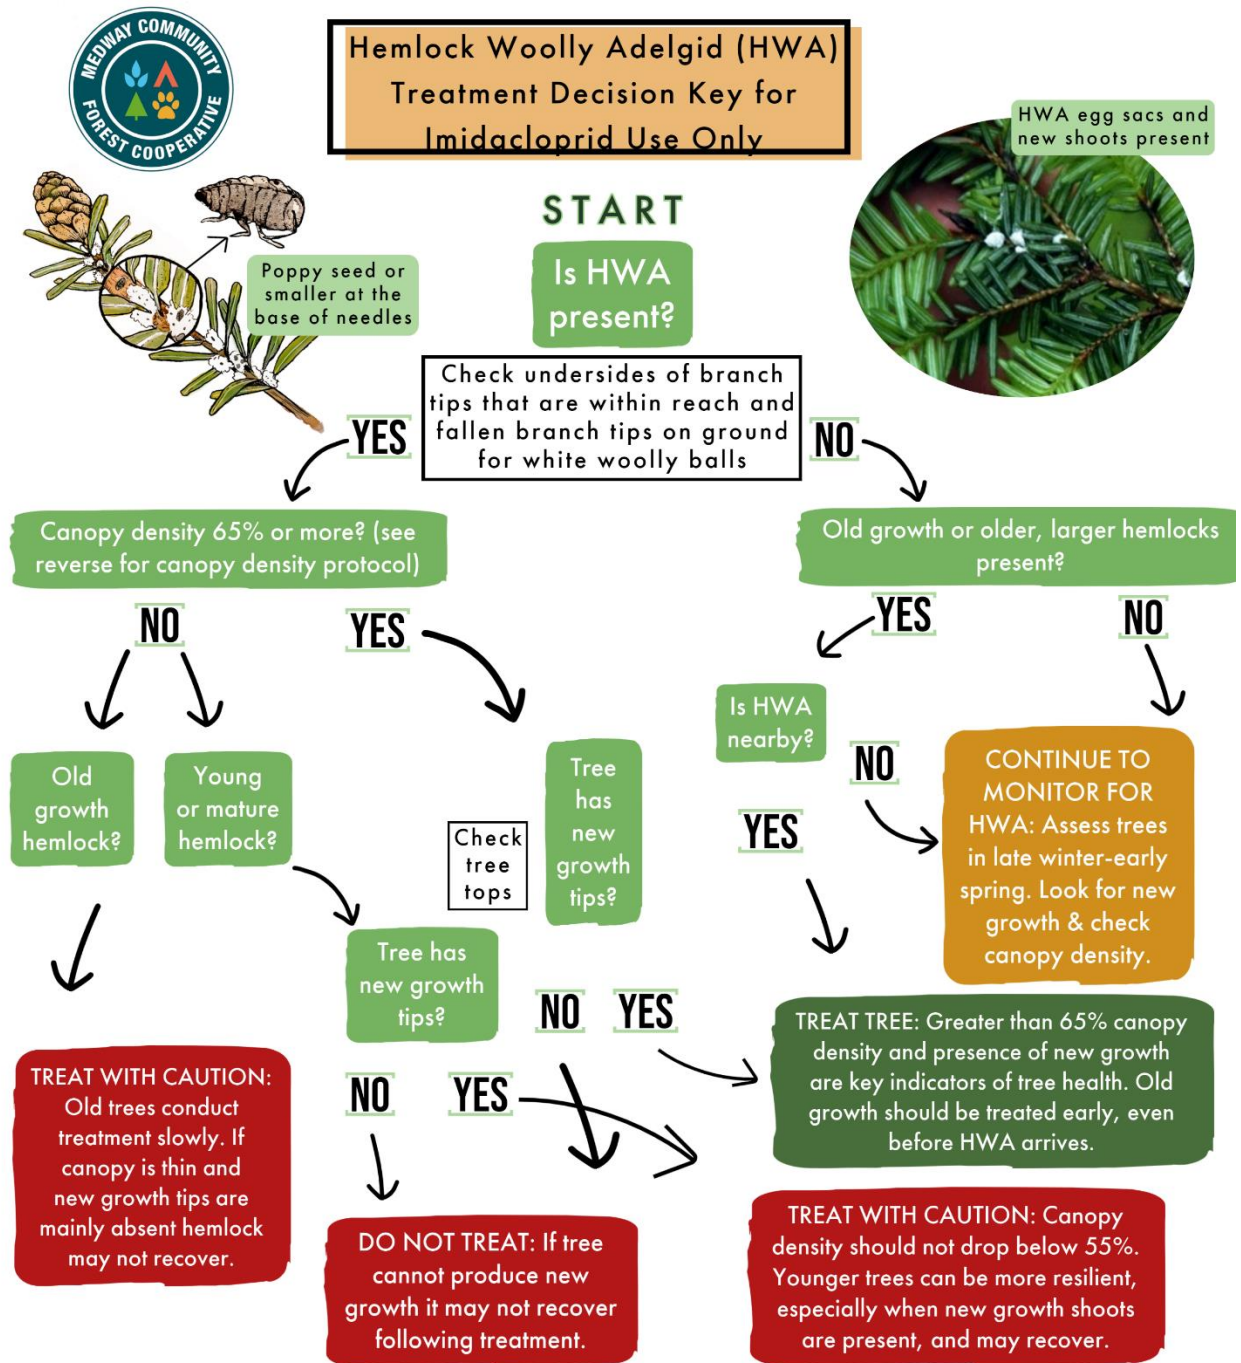 MEDWAY COMMUNITY
FOREST COOPERATIVE
Hemlock Woolly Adelgid (HWA)
Treatment Decision Key for
Imidacloprid Use Only
HWA egg sacs and
new shoots present
Poppy seed or
smaller at the
base of needles
START
Is HWA
present?
Check undersides of branch
tips that are within reach and
fallen branch tips on ground
for white woolly balls
YES
NO
Canopy density 65% or more? (see
reverse for canopy density protocol)
Old growth or older, larger hemlocks
present?
NO
YES
YES
NO
Old
growth
hemlock?
Young
or mature
hemlock?
Check
tree
tops
Tree
has
new
growth
tips?
Is HWA
nearby?
NO
YES
CONTINUE TO
MONITOR FOR
HWA: Assess trees
in late winter-early
spring. Look for new
growth & check
canopy density.
Tree has
new growth
tips?
NO
YES
NO
YES
TREAT WITH CAUTION:
Old trees conduct
treatment slowly. If
canopy is thin and
new growth tips are
mainly absent hemlock
may not recover.
DO NOT TREAT: If tree
cannot produce new
growth it may not recover
following treatment.
TREAT TREE: Greater than 65% canopy
density and presence of new growth
are key indicators of tree health. Old
growth should be treated early, even
before HWA arrives.
TREAT WITH CAUTION: Canopy
density should not drop below 55%.
Younger trees can be more resilient,
especially when new growth shoots
are present, and may recover.